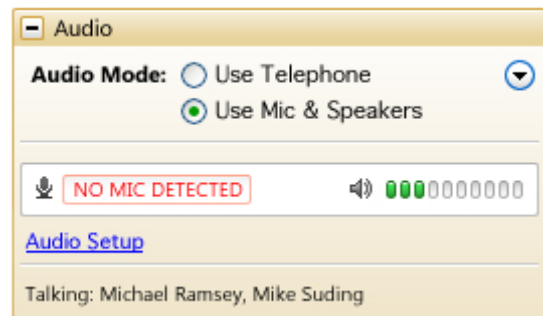 Audio
Audio Mode: Use Telephone
Use Mic & Speakers
NO MIC DETECTED
Audio Setup
Talking: Michael Ramsey, Mike Suding